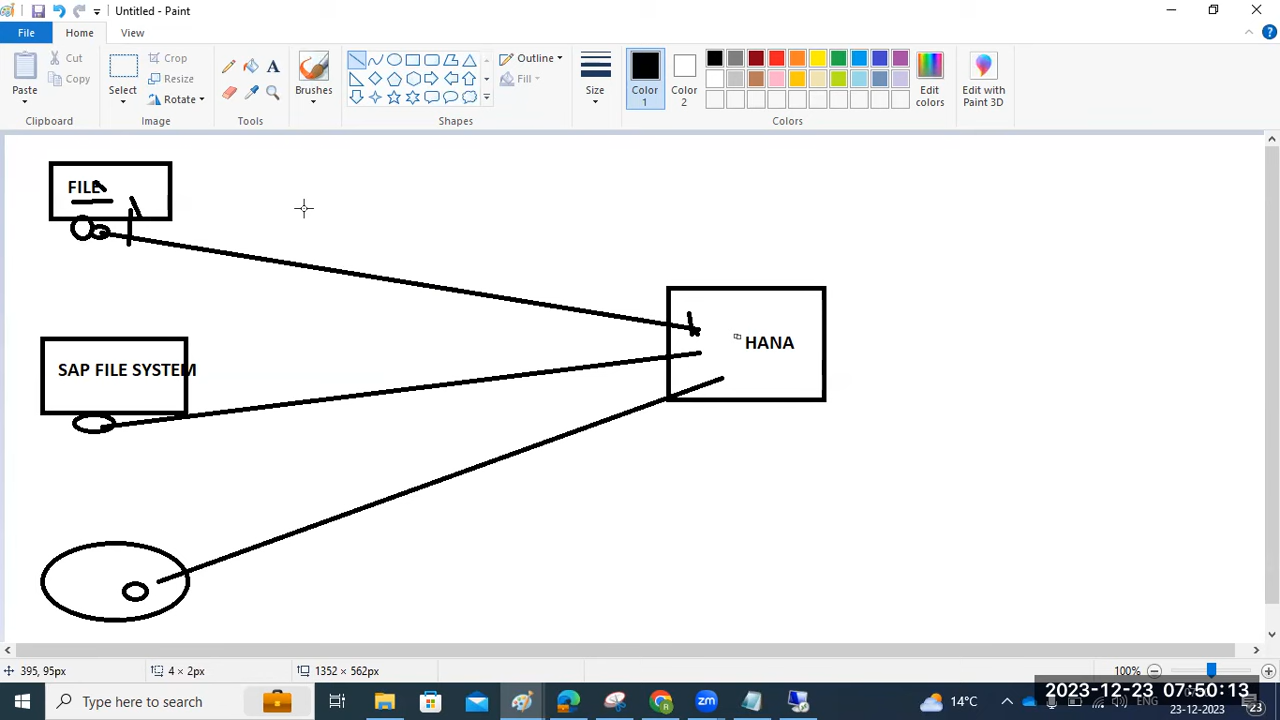 Untitled - Paint
File
Home
View
Paste
Cut
Copy
Clipboard
Select
Crop
Resize
Rotate
Image
A
Tools
Brushes
Outline
Fill
Shapes
Size
Color 1
Color 2
Edit colors
Edit with Paint 3D
Colors
FILE
HANA
SAP FILE SYSTEM
395, 95px
4 × 2px
1352 × 562px
100%
Type here to search
zm
14°C
ENG
2023-12-23 07:50:13
23-12-2023
23